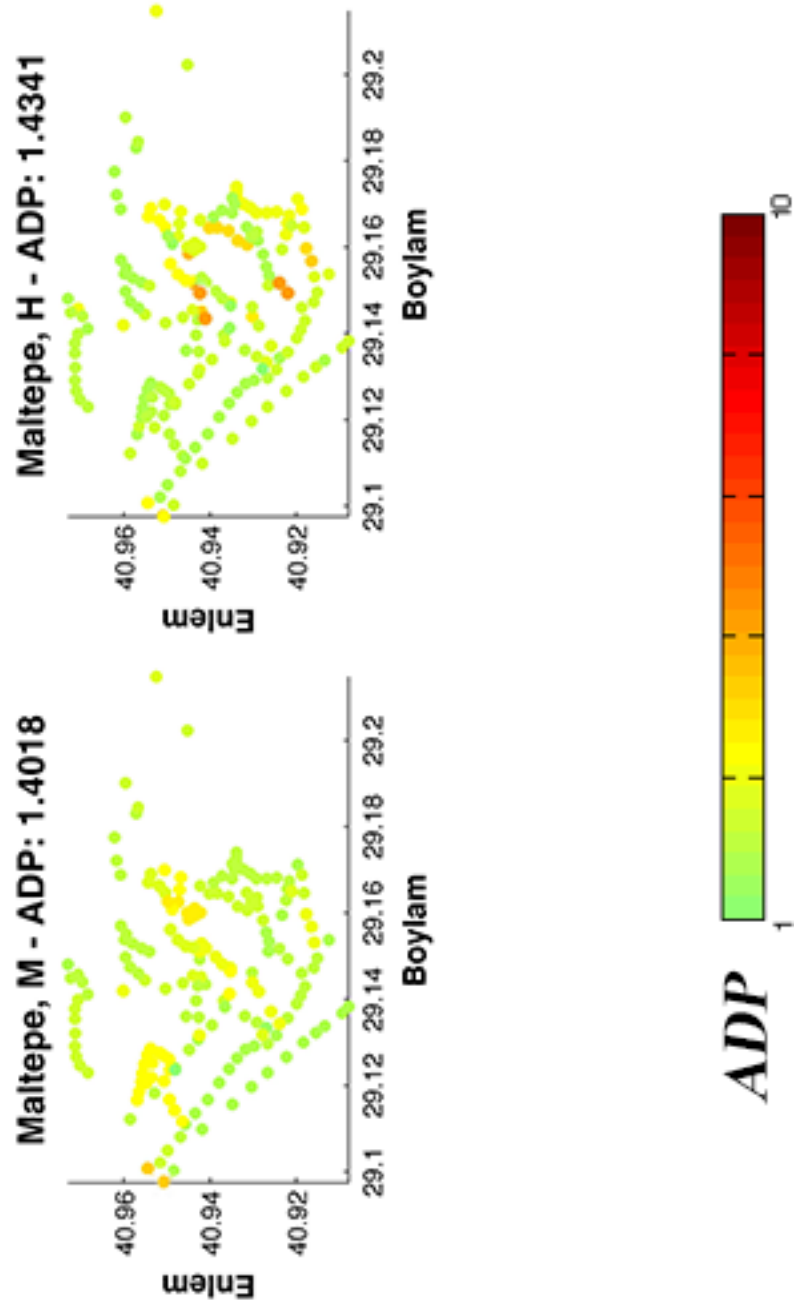 Maltepe, M - ADP: 1.4018
40.96
40.94
40.92
Enlem
29.1 29.12 29.14 29.16 29.18 29.2
Boylam
Maltepe, H - ADP: 1.4341
40.96
40.94
40.92
Enlem
29.1 29.12 29.14 29.16 29.18 29.2
Boylam
ADP
1 10